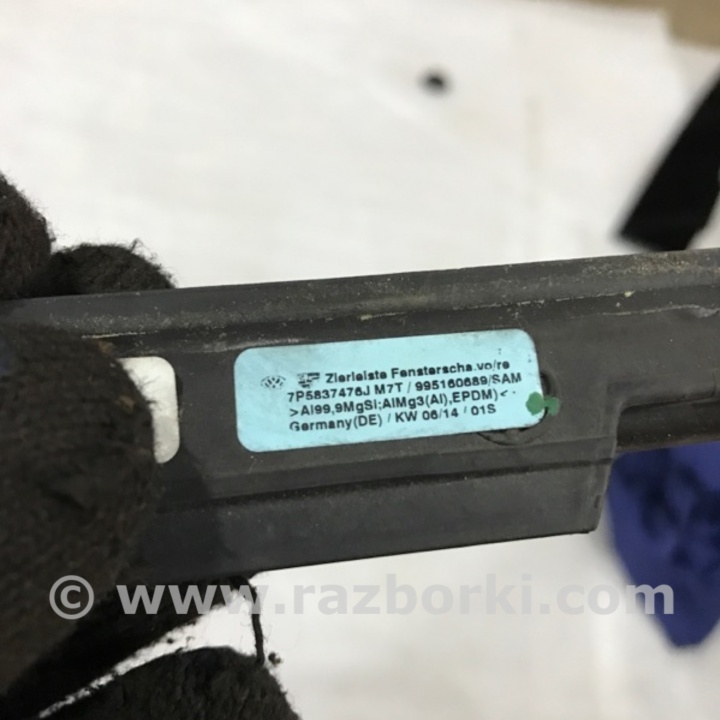 Zierleiste Fensterscha.vo/re
7P5837476J M7T / 995160689/SAM
>Al99,9MgSi;AlMg3(Al),EPDM)<
Germany(DE) / KW 06/14 / 01S
© www.razborki.com